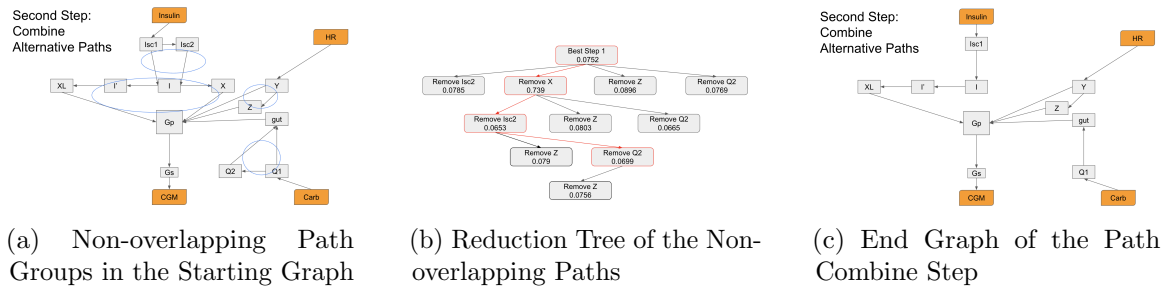 Second Step:
Combine
Alternative Paths
Insulin
HR
Isc1
Isc2
XL
I'
I
X
Y
Z
Gp
gut
Gs
Q2
Q1
CGM
Carb
(a) Non-overlapping Path
Groups in the Starting Graph
Best Step 1
0.0752
Remove Isc2
0.0785
Remove X
0.739
Remove Z
0.0896
Remove Q2
0.0769
Remove Isc2
0.0653
Remove Z
0.0803
Remove Q2
0.0665
Remove Z
0.079
Remove Q2
0.0699
Remove Z
0.0756
(b) Reduction Tree of the Non-
overlapping Paths
Second Step:
Combine
Alternative Paths
Insulin
HR
Isc1
XL
I'
I
Y
Z
Gp
gut
Gs
Q1
CGM
Carb
(c) End Graph of the Path
Combine Step